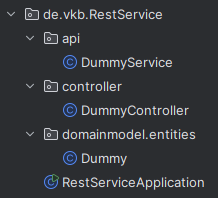 de.vkb.RestService
api
DummyService
controller
DummyController
domainmodel.entities
Dummy
RestServiceApplication